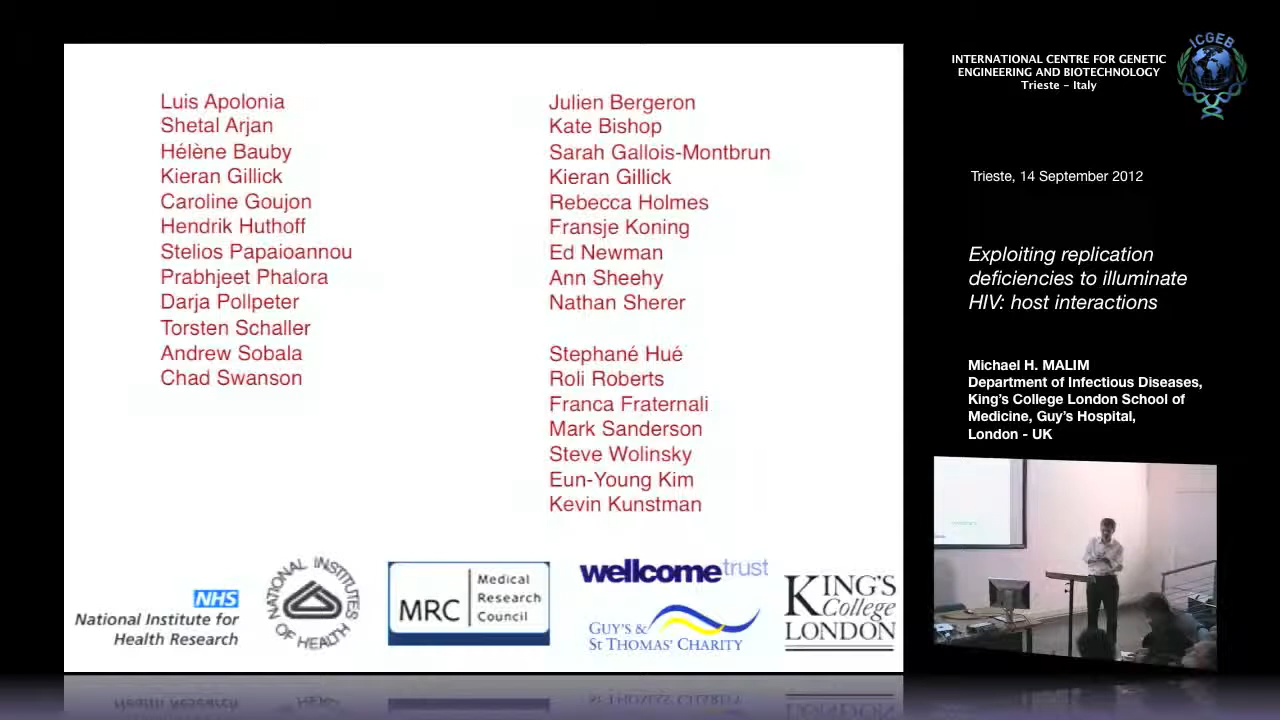 Luis Apolonia
Shetal Arjan
Hélène Bauby
Kieran Gillick
Caroline Goujon
Hendrik Huthoff
Stelios Papaioannou
Prabhjeet Phalora
Darja Pollpeter
Torsten Schaller
Andrew Sobala
Chad Swanson
Julien Bergeron
Kate Bishop
Sarah Gallois-Montbrun
Kieran Gillick
Rebecca Holmes
Fransje Koning
Ed Newman
Ann Sheehy
Nathan Sherer
Stephané Hué
Roli Roberts
Franca Fraternali
Mark Sanderson
Steve Wolinsky
Eun-Young Kim
Kevin Kunstman
NHS
National Institute for
Health Research
NATIONAL INSTITUTES
OF HEALTH
MRC
Medical
Research
Council
wellcometrust
GUY'S &
ST THOMAS' CHARITY
KING'S
College
LONDON
INTERNATIONAL CENTRE FOR GENETIC
ENGINEERING AND BIOTECHNOLOGY
Trieste - Italy
ICGEB
Trieste, 14 September 2012
Exploiting replication
deficiencies to illuminate
HIV: host interactions
Michael H. MALIM
Department of Infectious Diseases,
King's College London School of
Medicine, Guy's Hospital,
London - UK